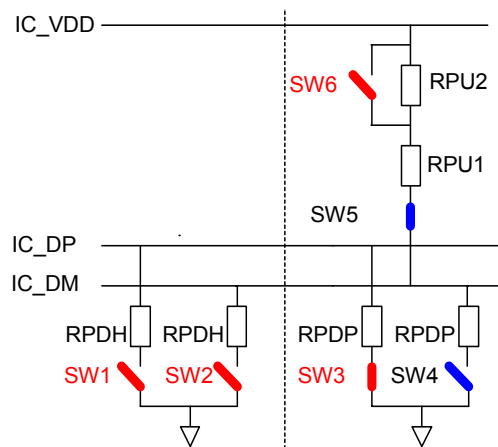 IC_VDD
SW6
RPU2
RPU1
SW5
IC_DP
IC_DM
RPDH
RPDH
RPDP
RPDP
SW1
SW2
SW3
SW4